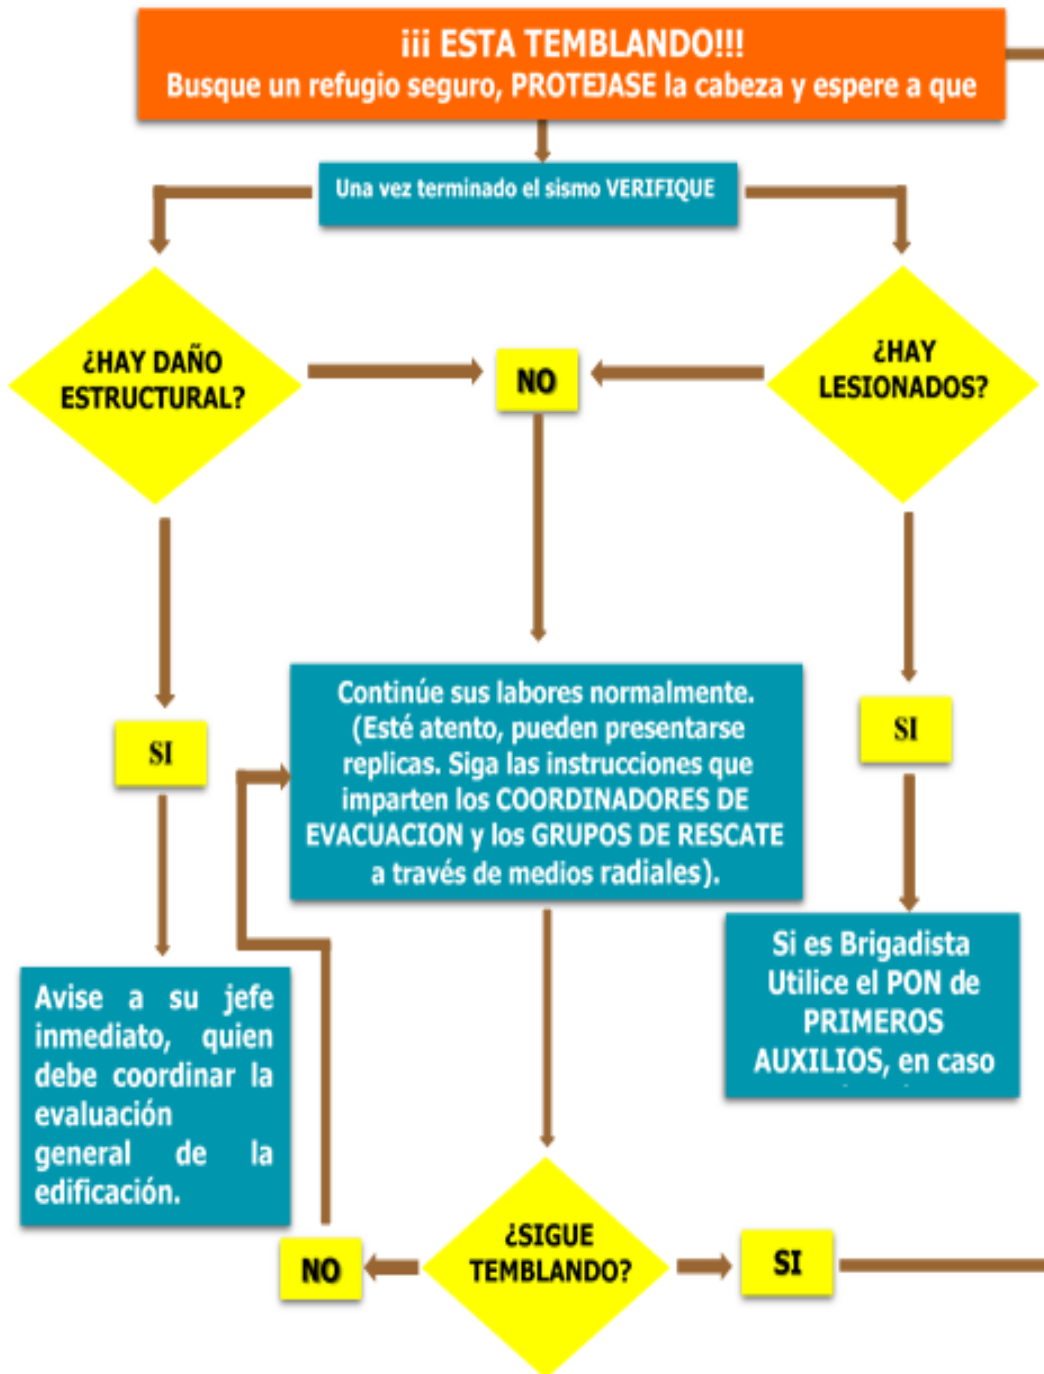 ¡¡¡ ESTA TEMBLANDO!!!
Busque un refugio seguro, PROTEJASE la cabeza y espere a que
Una vez terminado el sismo VERIFIQUE
¿HAY DAÑO
ESTRUCTURAL?
NO
¿HAY
LESIONADOS?
SI
Continúe sus labores normalmente.
(Esté atento, pueden presentarse
replicas. Siga las instrucciones que
imparten los COORDINADORES DE
EVACUACION y los GRUPOS DE RESCATE
a través de medios radiales).
SI
Avise a su jefe
inmediato, quien
debe coordinar la
evaluación
general de la
edificación.
Si es Brigadista
Utilice el PON de
PRIMEROS
AUXILIOS, en caso
¿SIGUE
TEMBLANDO?
NO
SI